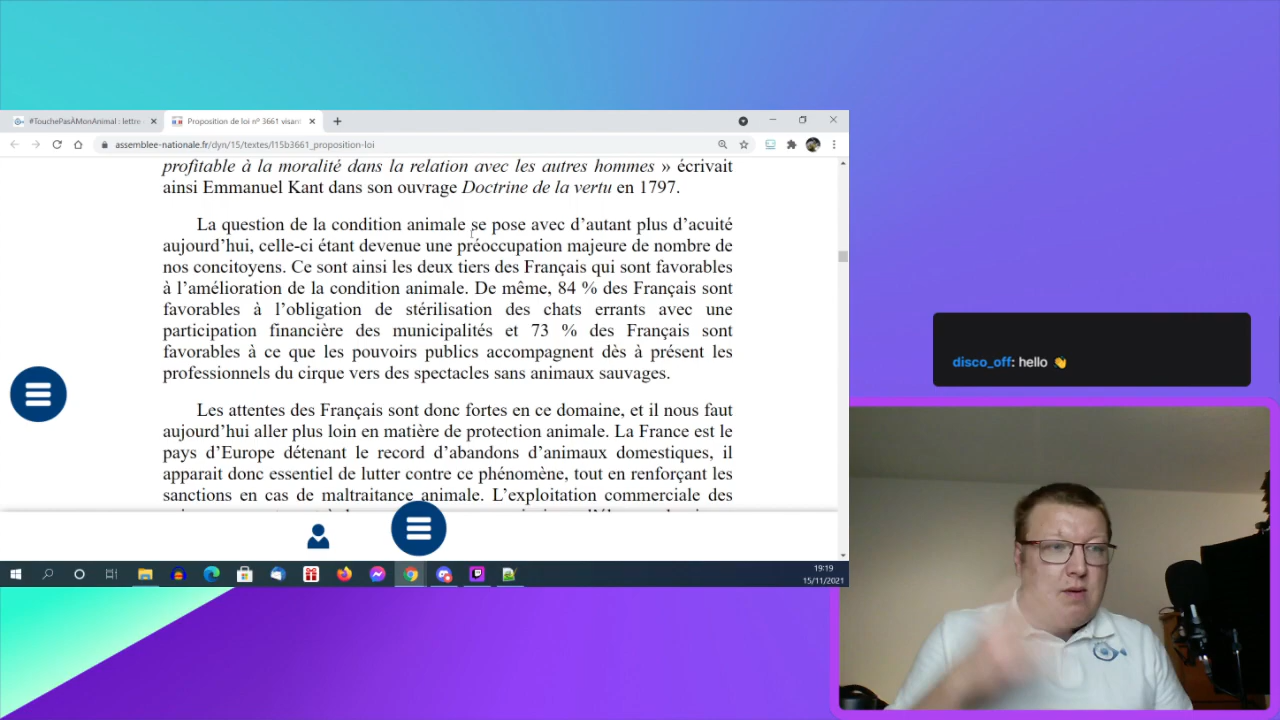 #TouchePasÀMonAnimal : lettre
Proposition de loi nº 3661 visant
assemblee-nationale.fr/dyn/15/textes/l15b3661_proposition-loi
profitable à la moralité dans la relation avec les autres hommes » écrivait
ainsi Emmanuel Kant dans son ouvrage Doctrine de la vertu en 1797.
La question de la condition animale se pose avec d’autant plus d’acuité
aujourd’hui, celle-ci étant devenue une préoccupation majeure de nombre de
nos concitoyens. Ce sont ainsi les deux tiers des Français qui sont favorables
à l’amélioration de la condition animale. De même, 84 % des Français sont
favorables à l’obligation de stérilisation des chats errants avec une
participation financière des municipalités et 73 % des Français sont
favorables à ce que les pouvoirs publics accompagnent dès à présent les
professionnels du cirque vers des spectacles sans animaux sauvages.
Les attentes des Français sont donc fortes en ce domaine, et il nous faut
aujourd’hui aller plus loin en matière de protection animale. La France est le
pays d’Europe détenant le record d’abandons d’animaux domestiques, il
apparait donc essentiel de lutter contre ce phénomène, tout en renforçant les
sanctions en cas de maltraitance animale. L’exploitation commerciale des
19:19
15/11/2021
disco_off: hello 👋